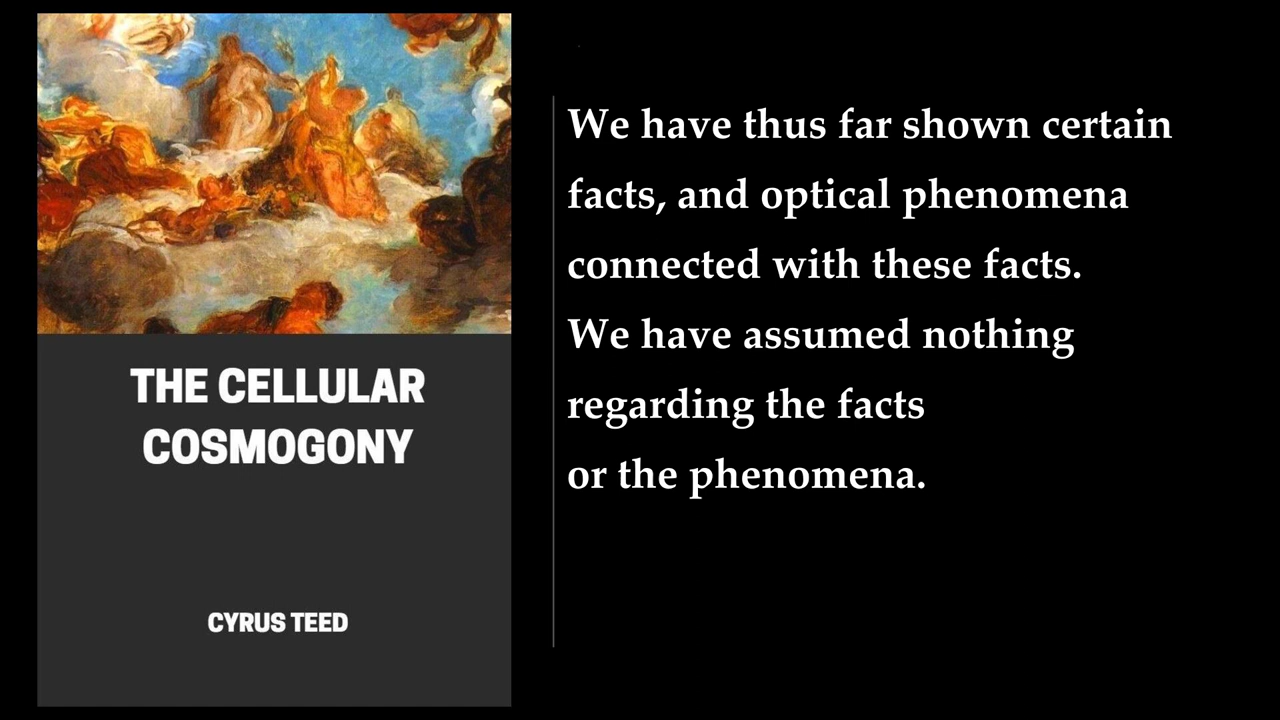 THE CELLULAR
COSMOGONY
CYRUS TEED
We have thus far shown certain
facts, and optical phenomena
connected with these facts.
We have assumed nothing
regarding the facts
or the phenomena.